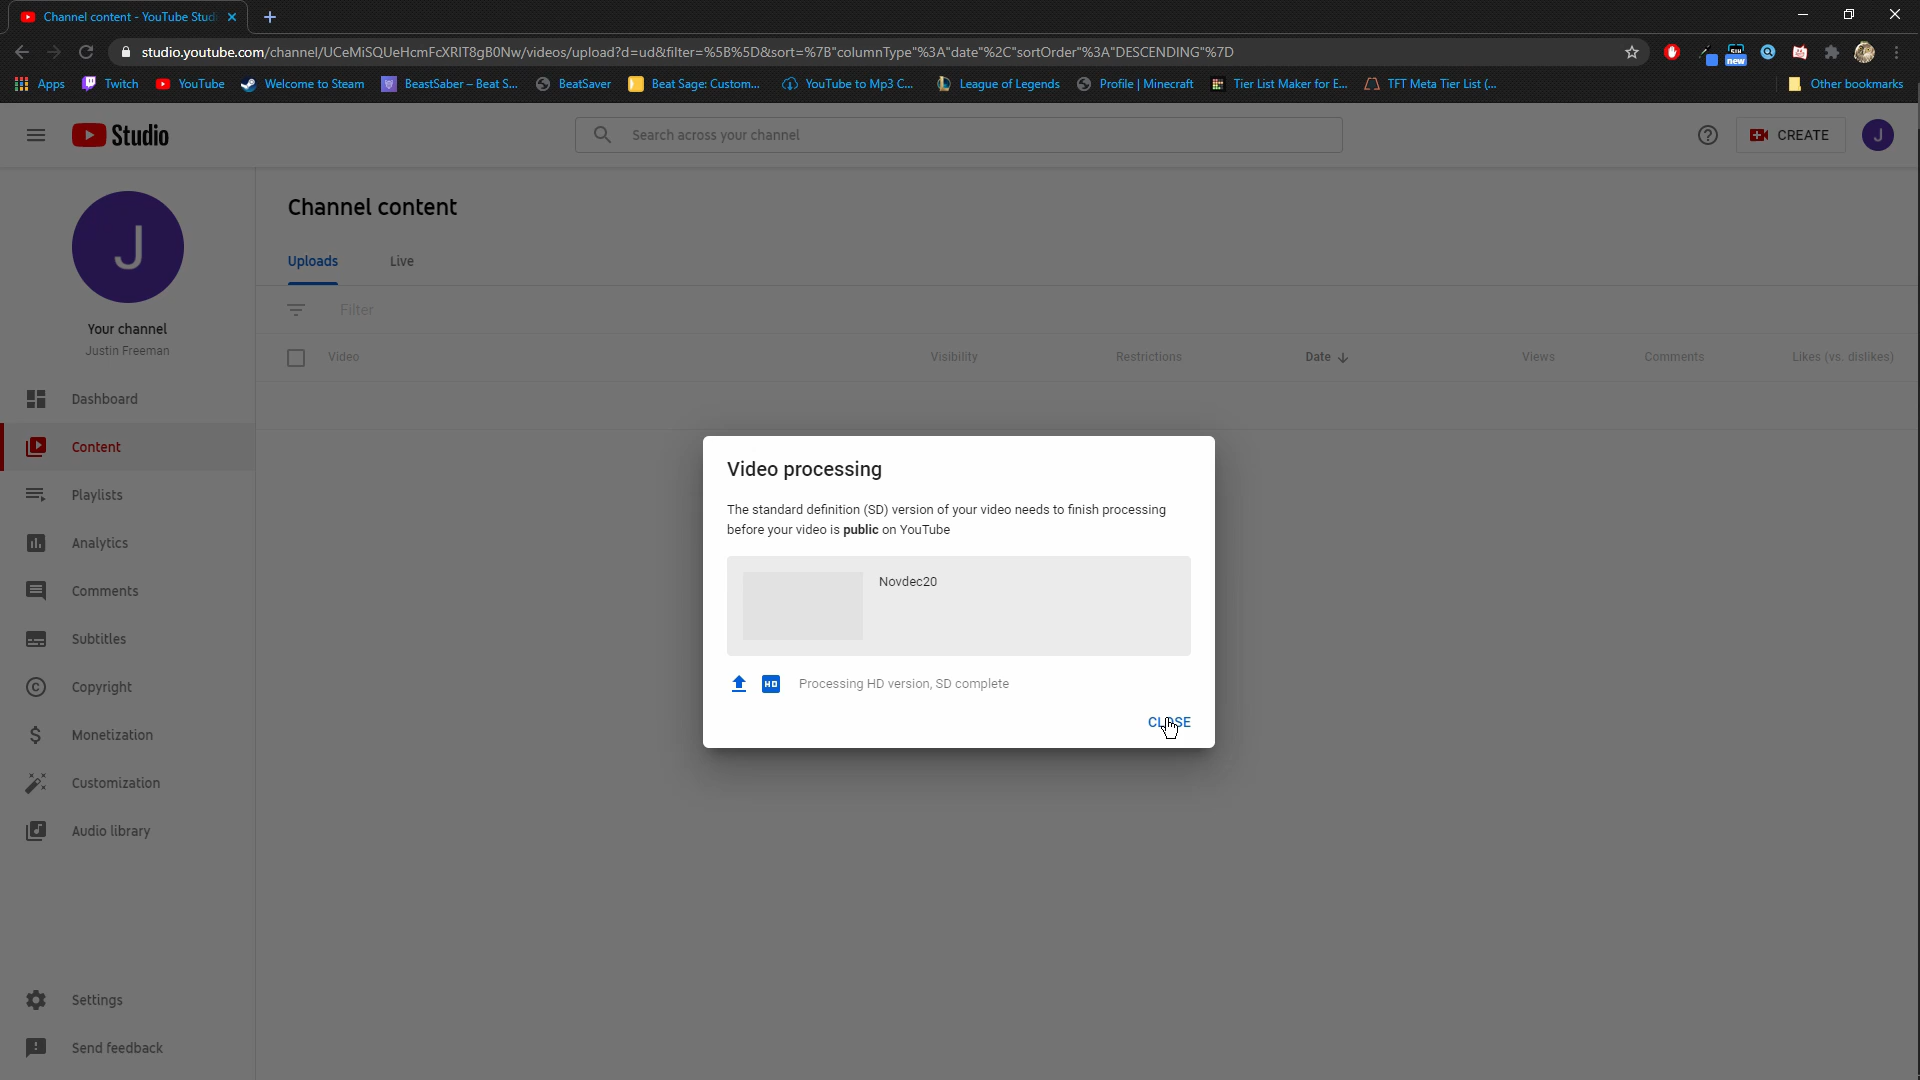 Channel content - YouTube Stud
studio.youtube.com/channel/UCeMiSQUeHcmFcXRIT8gB0Nw/videos/upload?d=ud&filter=%5B%5D&sort=%7B"columnType"%3A"date"%2C"sortOrder"%3A"DESCENDING"%7D
new
Apps
Twitch
YouTube
Welcome to Steam
BeastSaber – Beat S...
BeatSaver
Beat Sage: Custom...
YouTube to Mp3 C...
League of Legends
Profile | Minecraft
Tier List Maker for E...
TFT Meta Tier List (...
Other bookmarks
Studio
Search across your channel
CREATE
J
J
Your channel
Justin Freeman
Dashboard
Content
Playlists
Analytics
Comments
Subtitles
Copyright
Monetization
Customization
Audio library
Settings
Send feedback
Channel content
Uploads
Live
Filter
Video
Visibility
Restrictions
Date
Views
Comments
Likes (vs. dislikes)
Video processing
The standard definition (SD) version of your video needs to finish processing
before your video is public on YouTube
Novdec20
HD
Processing HD version, SD complete
CLOSE